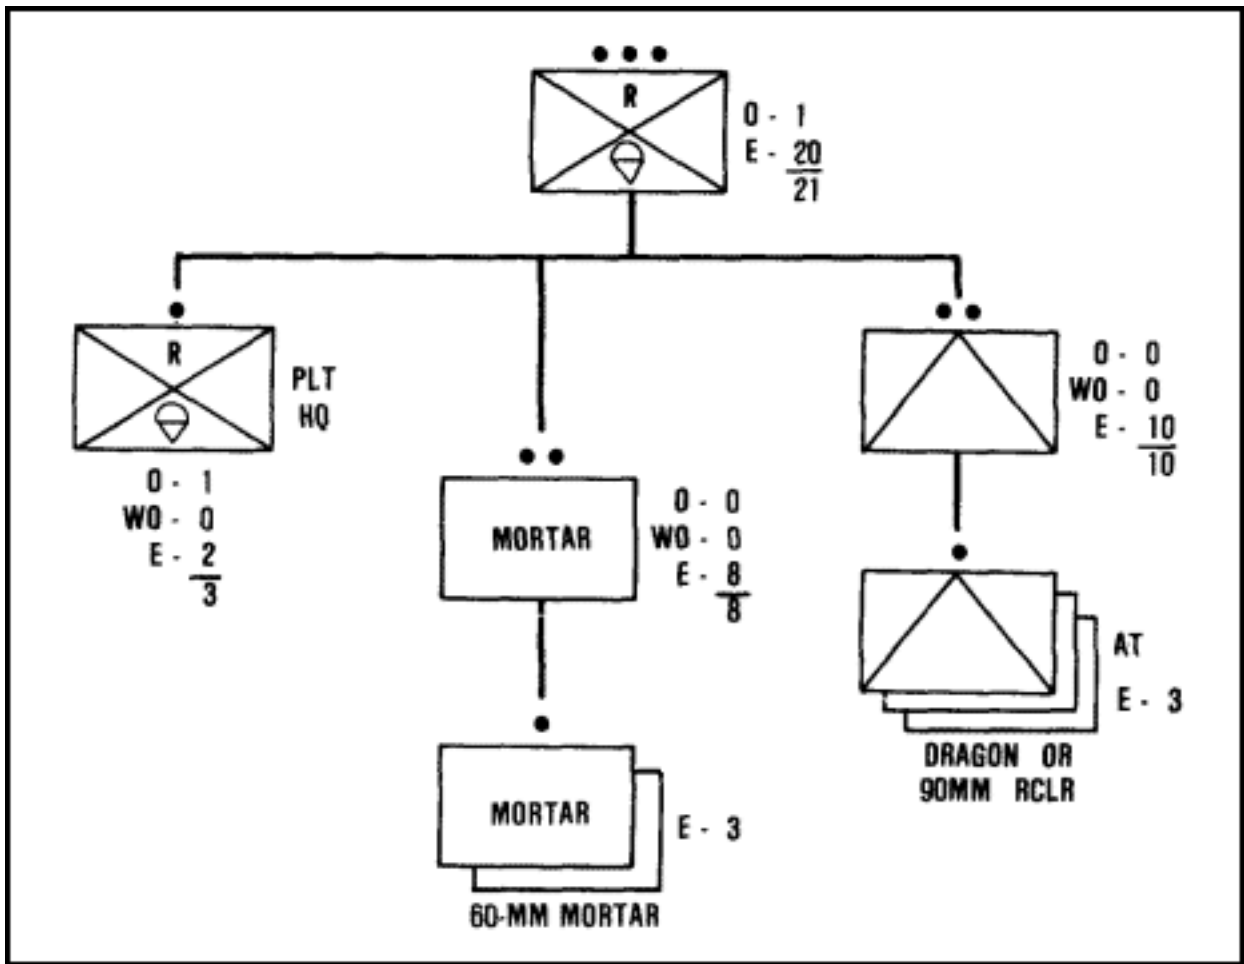 R
O - 1
E - 20
21
R
PLT
HQ
O - 1
WO - 0
E - 2
3
MORTAR
O - 0
WO - 0
E - 8
8
MORTAR
E - 3
60-MM MORTAR
O - 0
WO - 0
E - 10
10
AT
E - 3
DRAGON OR
90MM RCLR